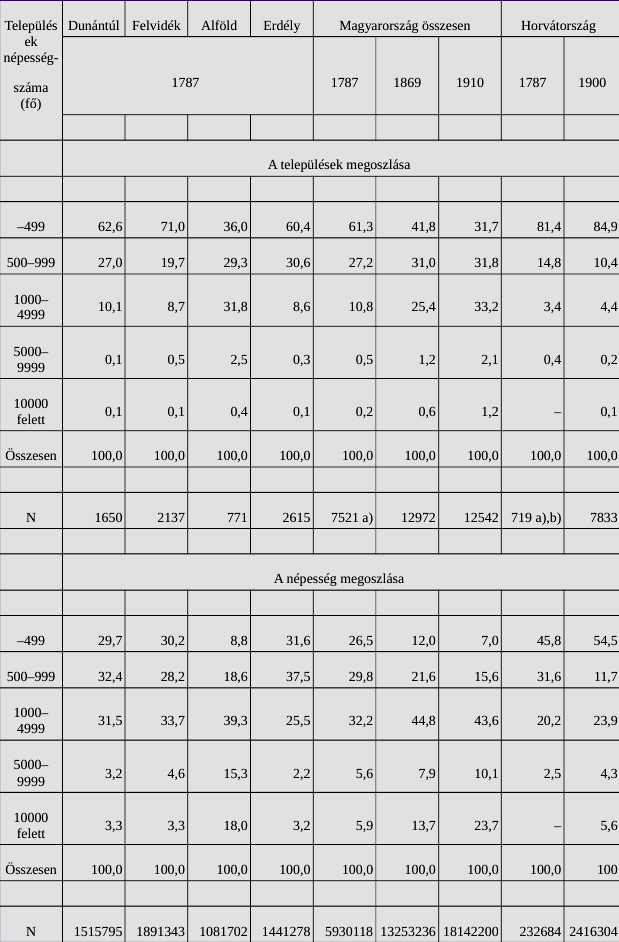 Települések népesség-száma (fő) Dunántúl Felvidék Alföld Erdély Magyarország összesen Horvátország
1787 1787 1869 1910 1787 1900
A települések megoszlása
–499 62,6 71,0 36,0 60,4 61,3 41,8 31,7 81,4 84,9
500–999 27,0 19,7 29,3 30,6 27,2 31,0 31,8 14,8 10,4
1000–4999 10,1 8,7 31,8 8,6 10,8 25,4 33,2 3,4 4,4
5000–9999 0,1 0,5 2,5 0,3 0,5 1,2 2,1 0,4 0,2
10000 felett 0,1 0,1 0,4 0,1 0,2 0,6 1,2 – 0,1
Összesen 100,0 100,0 100,0 100,0 100,0 100,0 100,0 100,0 100,0
N 1650 2137 771 2615 7521 a) 12972 12542 719 a),b) 7833
A népesség megoszlása
–499 29,7 30,2 8,8 31,6 26,5 12,0 7,0 45,8 54,5
500–999 32,4 28,2 18,6 37,5 29,8 21,6 15,6 31,6 11,7
1000–4999 31,5 33,7 39,3 25,5 32,2 44,8 43,6 20,2 23,9
5000–9999 3,2 4,6 15,3 2,2 5,6 7,9 10,1 2,5 4,3
10000 felett 3,3 3,3 18,0 3,2 5,9 13,7 23,7 – 5,6
Összesen 100,0 100,0 100,0 100,0 100,0 100,0 100,0 100,0 100
N 1515795 1891343 1081702 1441278 5930118 13253236 18142200 232684 2416304